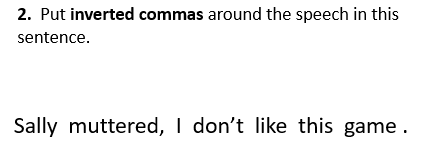 2. Put inverted commas around the speech in this
sentence.
Sally muttered, I don't like this game .